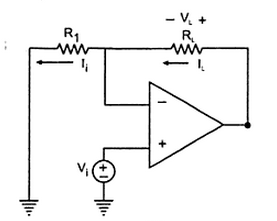 − V_L +
R_1 R_L
I_i I_L
−
+
V_i + −